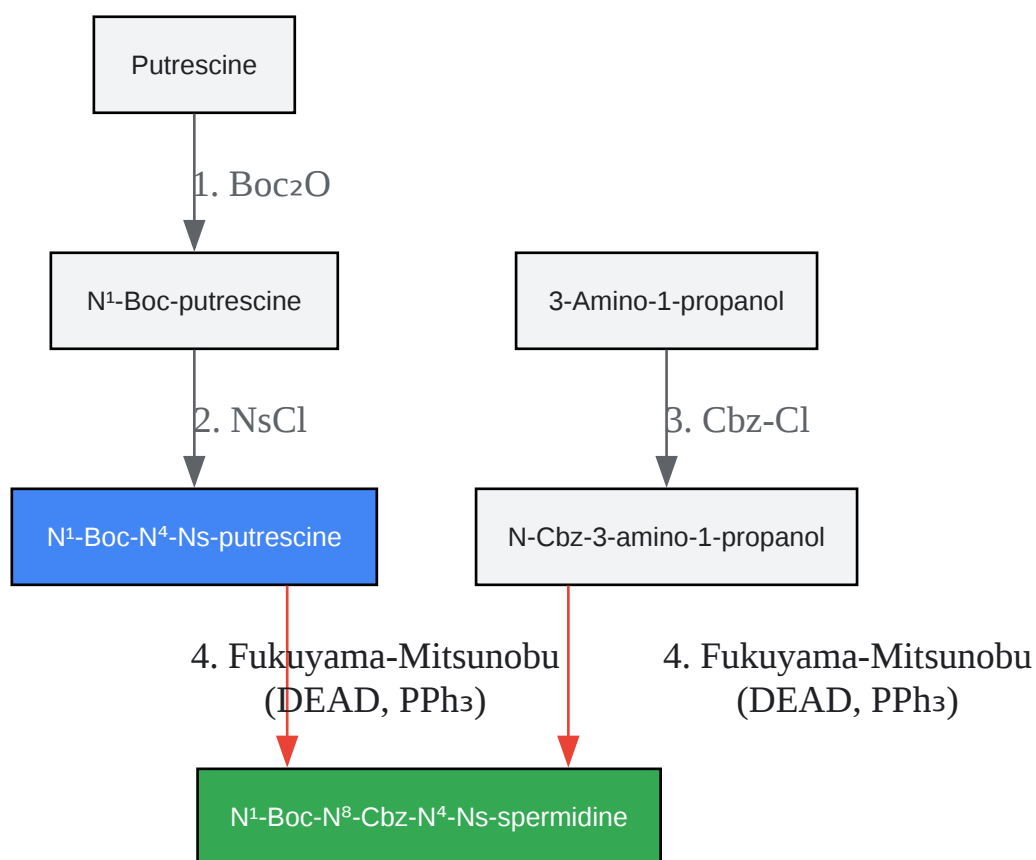 Putrescine
1. Boc₂O
N¹-Boc-putrescine
3-Amino-1-propanol
2. NsCl
3. Cbz-Cl
N¹-Boc-N⁴-Ns-putrescine
N-Cbz-3-amino-1-propanol
4. Fukuyama-Mitsunobu
(DEAD, PPh₃)
4. Fukuyama-Mitsunobu
(DEAD, PPh₃)
N¹-Boc-N⁸-Cbz-N⁴-Ns-spermidine